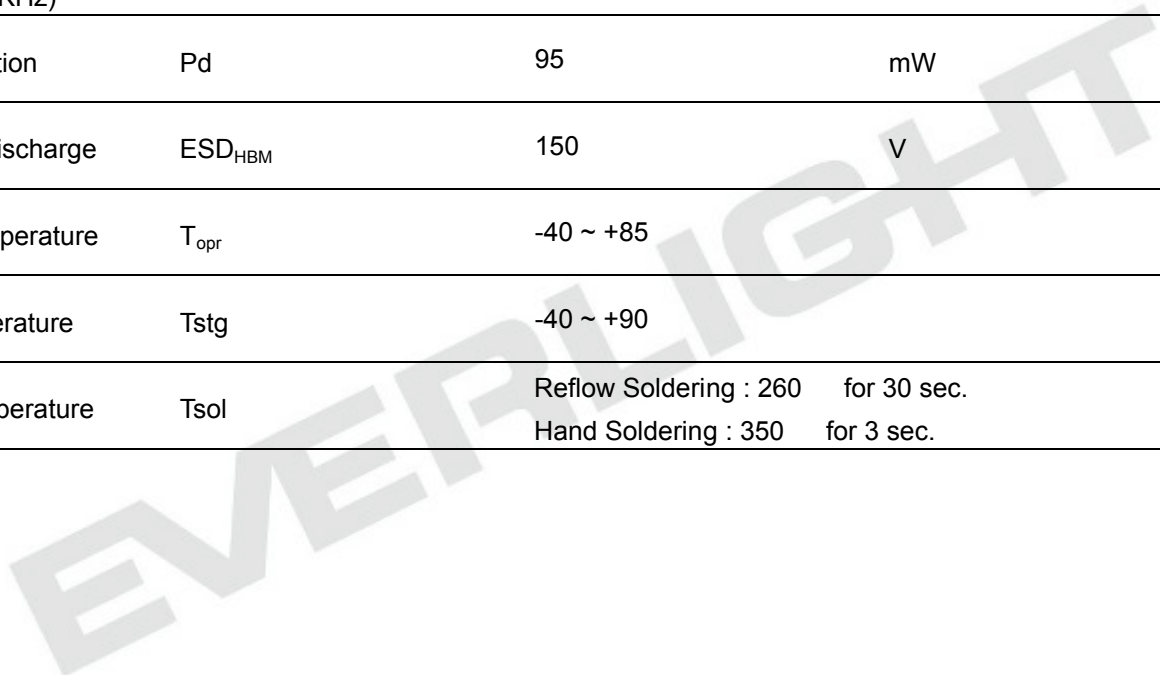 KHz)
tion Pd 95 mW
ischarge ESDHBM 150 V
perature Topr -40 ~ +85
erature Tstg -40 ~ +90
perature Tsol Reflow Soldering : 260 for 30 sec.
Hand Soldering : 350 for 3 sec.
EVERLIGHT